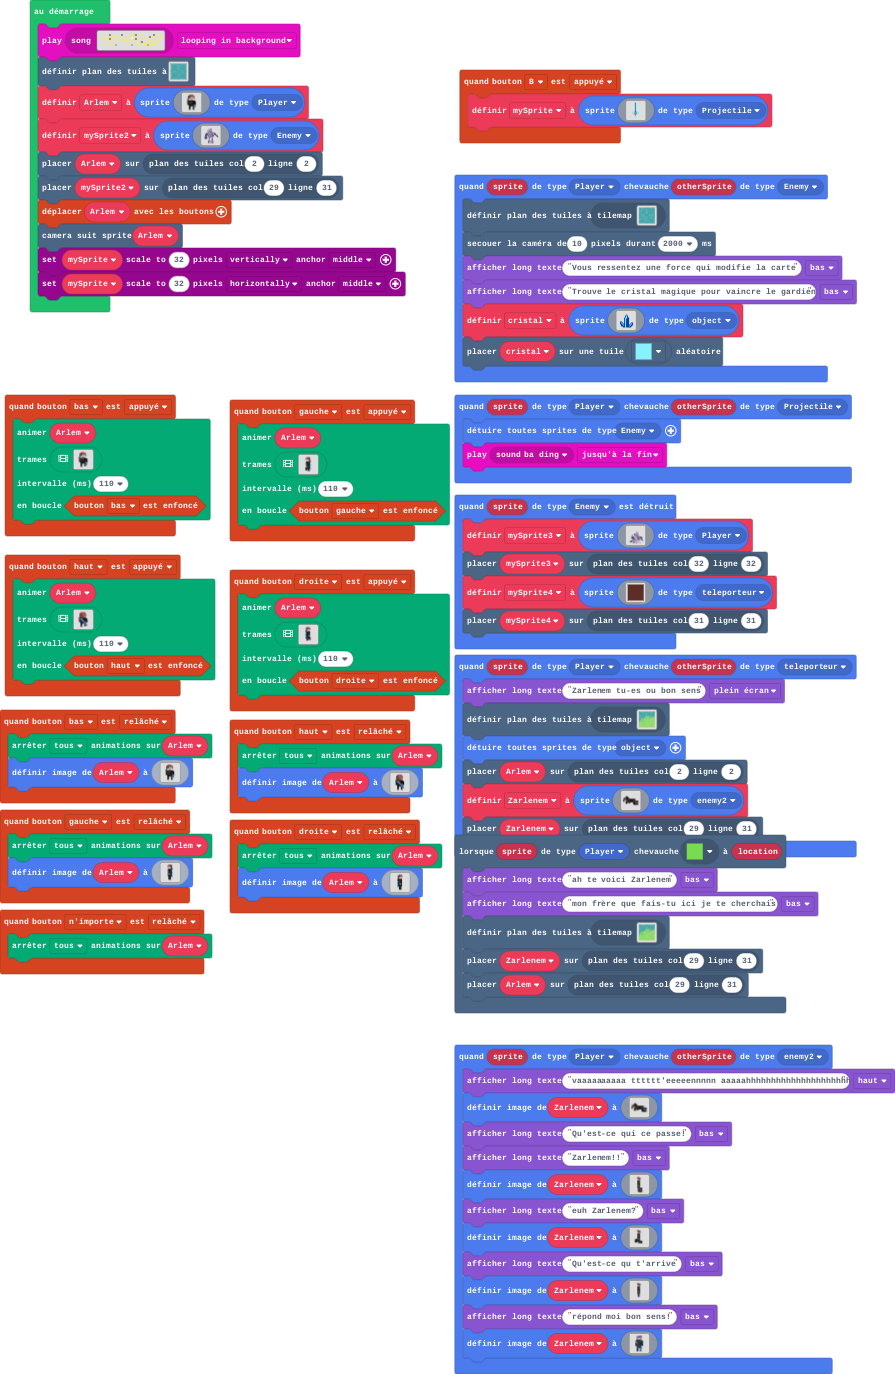 au démarrage
play song looping in background
définir plan des tuiles à
définir Arlem à sprite de type Player
définir mySprite2 à sprite de type Enemy
placer Arlem sur plan des tuiles col 2 ligne 2
placer mySprite2 sur plan des tuiles col 29 ligne 31
déplacer Arlem avec les boutons
camera suit sprite Arlem
set mySprite scale to 32 pixels vertically anchor middle
set mySprite scale to 32 pixels horizontally anchor middle
quand bouton B est appuyé
définir mySprite à sprite de type Projectile
quand sprite de type Player chevauche otherSprite de type Enemy
définir plan des tuiles à tilemap
secouer la caméra de 10 pixels durant 2000 ms
afficher long texte "Vous ressentez une force qui modifie la carte" bas
afficher long texte "Trouve le cristal magique pour vaincre le gardien bas
définir cristal à sprite de type object
placer cristal sur une tuile aléatoire
quand bouton bas est appuyé
animer Arlem
trames
intervalle (ms) 110
en boucle bouton bas est enfoncé
quand bouton gauche est appuyé
animer Arlem
trames
intervalle (ms) 110
en boucle bouton gauche est enfoncé
quand sprite de type Player chevauche otherSprite de type Projectile
détuire toutes sprites de type Enemy
play sound ba ding jusqu'à la fin
quand sprite de type Enemy est détruit
définir mySprite3 à sprite de type Player
placer mySprite3 sur plan des tuiles col 32 ligne 32
définir mySprite4 à sprite de type teleporteur
placer mySprite4 sur plan des tuiles col 31 ligne 31
quand bouton haut est appuyé
animer Arlem
trames
intervalle (ms) 110
en boucle bouton haut est enfoncé
quand bouton droite est appuyé
animer Arlem
trames
intervalle (ms) 110
en boucle bouton droite est enfoncé
quand sprite de type Player chevauche otherSprite de type teleporteur
afficher long texte "Zarlenem tu-es ou bon sens" plein écran
définir plan des tuiles à tilemap
détuire toutes sprites de type object
placer Arlem sur plan des tuiles col 2 ligne 2
définir Zarlenem à sprite de type enemy2
placer Zarlenem sur plan des tuiles col 29 ligne 31
quand bouton bas est relâché
arrêter tous animations sur Arlem
définir image de Arlem à
quand bouton haut est relâché
arrêter tous animations sur Arlem
définir image de Arlem à
quand bouton gauche est relâché
arrêter tous animations sur Arlem
définir image de Arlem à
quand bouton droite est relâché
arrêter tous animations sur Arlem
définir image de Arlem à
quand bouton n'importe est relâché
arrêter tous animations sur Arlem
lorsque sprite de type Player chevauche à location
afficher long texte "ah te voici Zarlenem" bas
afficher long texte "mon frère que fais-tu ici je te cherchais bas
définir plan des tuiles à tilemap
placer Zarlenem sur plan des tuiles col 29 ligne 31
placer Arlem sur plan des tuiles col 29 ligne 31
quand sprite de type Player chevauche otherSprite de type enemy2
afficher long texte haut
définir image de Zarlenem à
afficher long texte "Qu'est-ce qui ce passe!" bas
afficher long texte "Zarlenem!!" bas
définir image de Zarlenem à
afficher long texte "euh Zarlenem?" bas
définir image de Zarlenem à
afficher long texte "Qu'est-ce qu t'arrive" bas
définir image de Zarlenem à
afficher long texte "répond moi bon sens!" bas
définir image de Zarlenem à